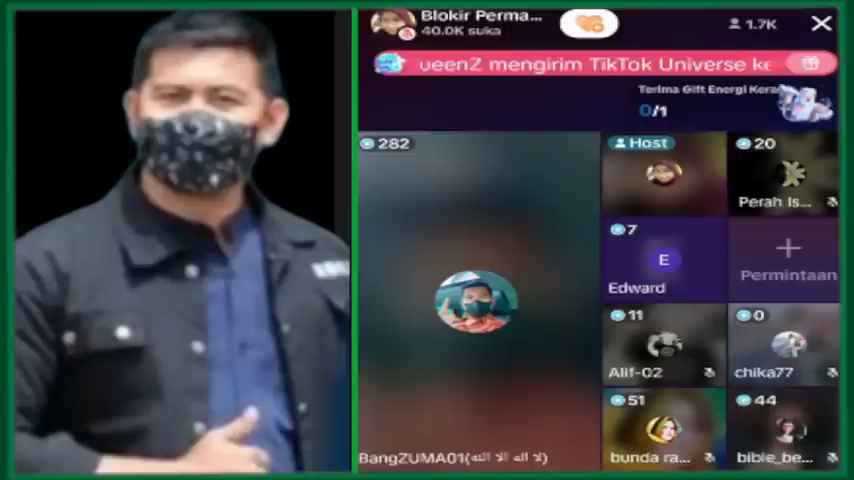 Blokir Perma...
40.0K suka
1.7K
ueenZ mengirim TikTok Universe ke
Terima Gift Energi Kera
0/1
282
Host
20
Perah Is...
7
E
Edward
Permintaan
11
0
Alif-02
chika77
51
44
BangZUMA01(لا اله الا الله)
bunda ra...
bible_be...